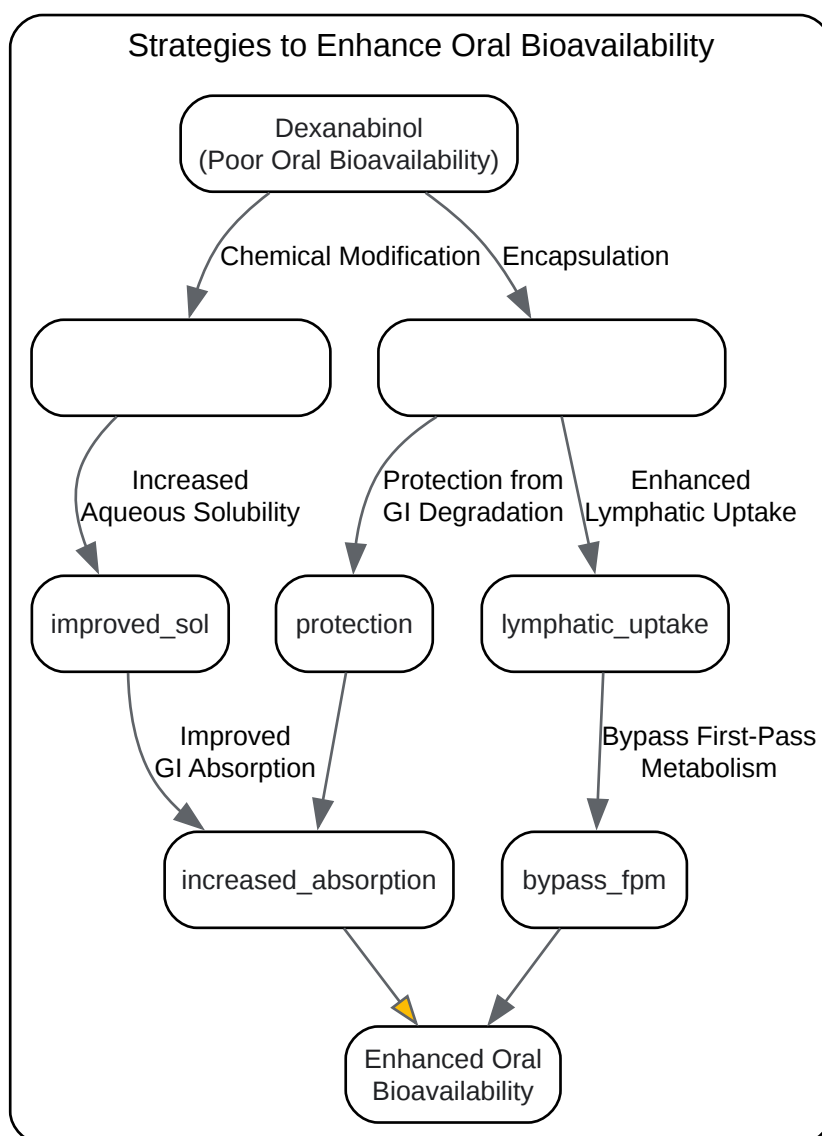 Strategies to Enhance Oral Bioavailability
Dexanabinol
(Poor Oral Bioavailability)
Chemical Modification
Encapsulation
Increased
Aqueous Solubility
Protection from
GI Degradation
Enhanced
Lymphatic Uptake
improved_sol
protection
lymphatic_uptake
Improved
GI Absorption
Bypass First-Pass
Metabolism
increased_absorption
bypass_fpm
Enhanced Oral
Bioavailability